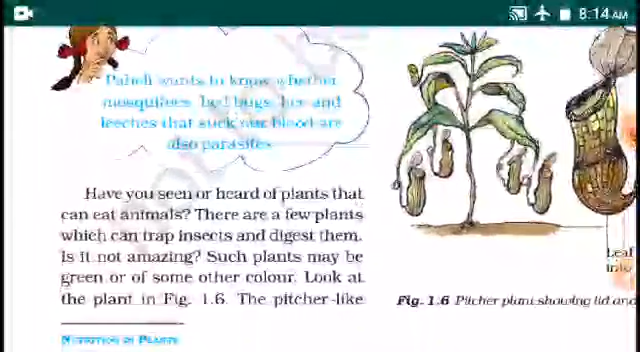 8:14 AM
Paheli wants to know whether
mosquitoes, bed bugs, lice and
leeches that suck our blood are
also parasites
Have you seen or heard of plants that
can eat animals? There are a few plants
which can trap insects and digest them.
Is it not amazing? Such plants may be
green or of some other colour. Look at
the plant in Fig. 1.6. The pitcher-like
NUTRITION IN PLANTS
Leaf
Fig. 1.6 Pitcher plant showing lid and